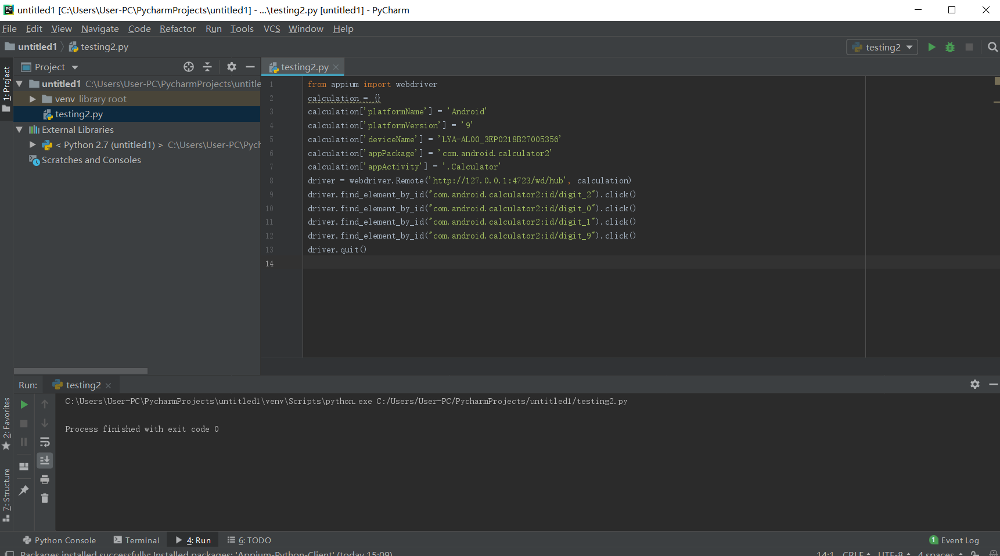 untitled1 [C:\Users\User-PC\PycharmProjects\untitled1] - ...\testing2.py [untitled1] - PyCharm
File Edit View Navigate Code Refactor Run Tools VCS Window Help
untitled1 testing2.py
testing2
1: Project
Project
testing2.py
untitled1 C:\Users\User-PC\PycharmProjects\untitle
venv library root
testing2.py
External Libraries
< Python 2.7 (untitled1) > C:\Users\User-PC\Pych
Scratches and Consoles
1 from appium import webdriver
2 calculation = {}
3 calculation['platformName'] = 'Android'
4 calculation['platformVersion'] = '9'
5 calculation['deviceName'] = 'LYA-AL00_3EP0218B27005356'
6 calculation['appPackage'] = 'com.android.calculator2'
7 calculation['appActivity'] = '.Calculator'
8 driver = webdriver.Remote('http://127.0.0.1:4723/wd/hub', calculation)
9 driver.find_element_by_id("com.android.calculator2:id/digit_2").click()
10 driver.find_element_by_id("com.android.calculator2:id/digit_0").click()
11 driver.find_element_by_id("com.android.calculator2:id/digit_1").click()
12 driver.find_element_by_id("com.android.calculator2:id/digit_9").click()
13 driver.quit()
14
Run: testing2
C:\Users\User-PC\PycharmProjects\untitled1\venv\Scripts\python.exe C:/Users/User-PC/PycharmProjects/untitled1/testing2.py
Process finished with exit code 0
2: Favorites
7: Structure
Python Console Terminal 4: Run 6: TODO
1 Event Log
Packages installed successfully: Installed packages: 'Appium-Python-Client' (today 15:09)
14:1 CRLF UTF-8 4 spaces